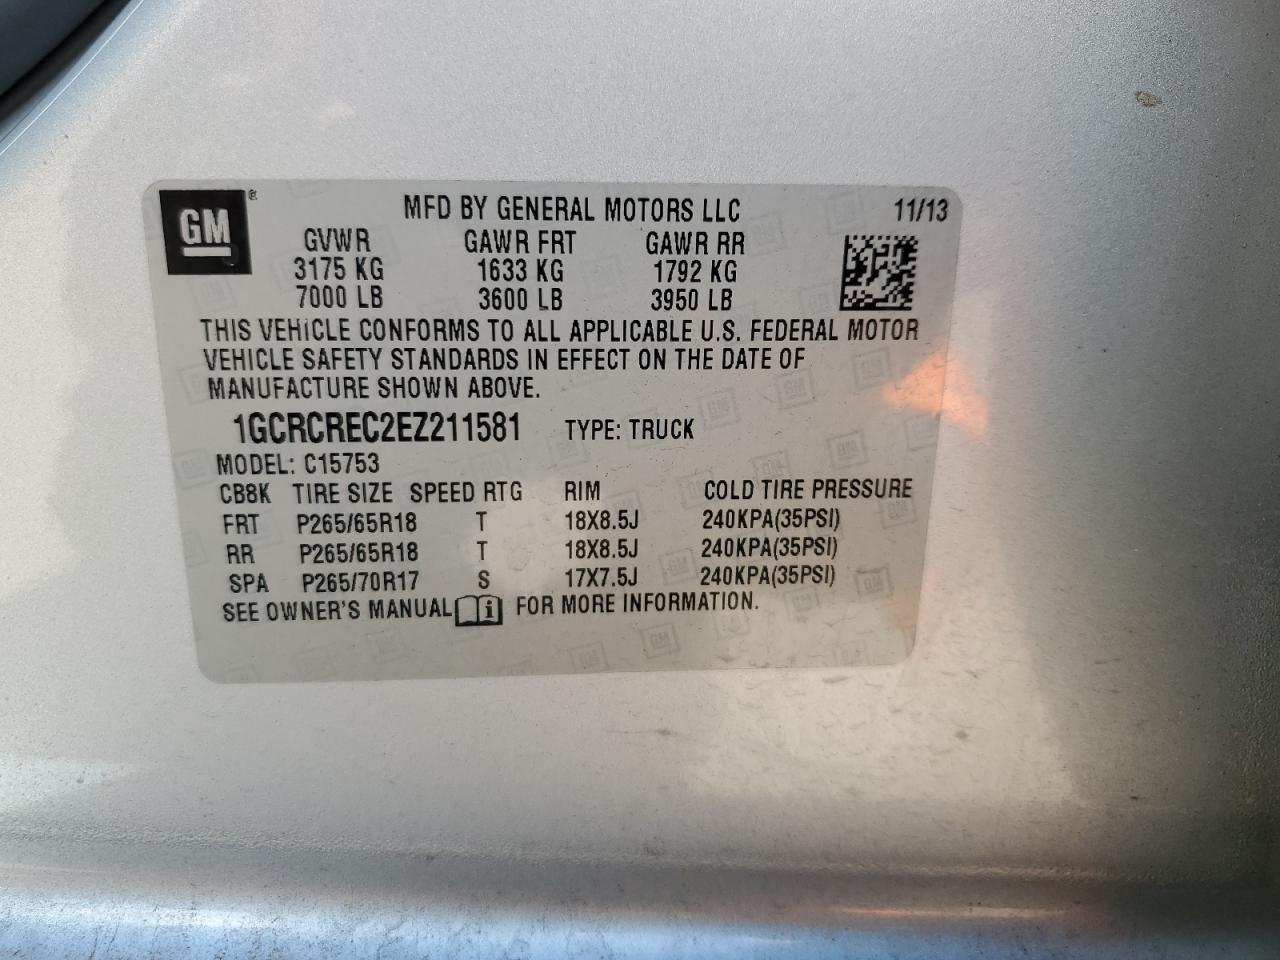 GM ®
MFD BY GENERAL MOTORS LLC 11/13
GVWR GAWR FRT GAWR RR
3175 KG 1633 KG 1792 KG
7000 LB 3600 LB 3950 LB
THIS VEHICLE CONFORMS TO ALL APPLICABLE U.S. FEDERAL MOTOR
VEHICLE SAFETY STANDARDS IN EFFECT ON THE DATE OF
MANUFACTURE SHOWN ABOVE.
1GCRCREC2EZ211581 TYPE: TRUCK
MODEL: C15753
CB8K TIRE SIZE SPEED RTG RIM COLD TIRE PRESSURE
FRT P265/65R18 T 18X8.5J 240KPA(35PSI)
RR P265/65R18 T 18X8.5J 240KPA(35PSI)
SPA P265/70R17 S 17X7.5J 240KPA(35PSI)
SEE OWNER'S MANUAL i FOR MORE INFORMATION.